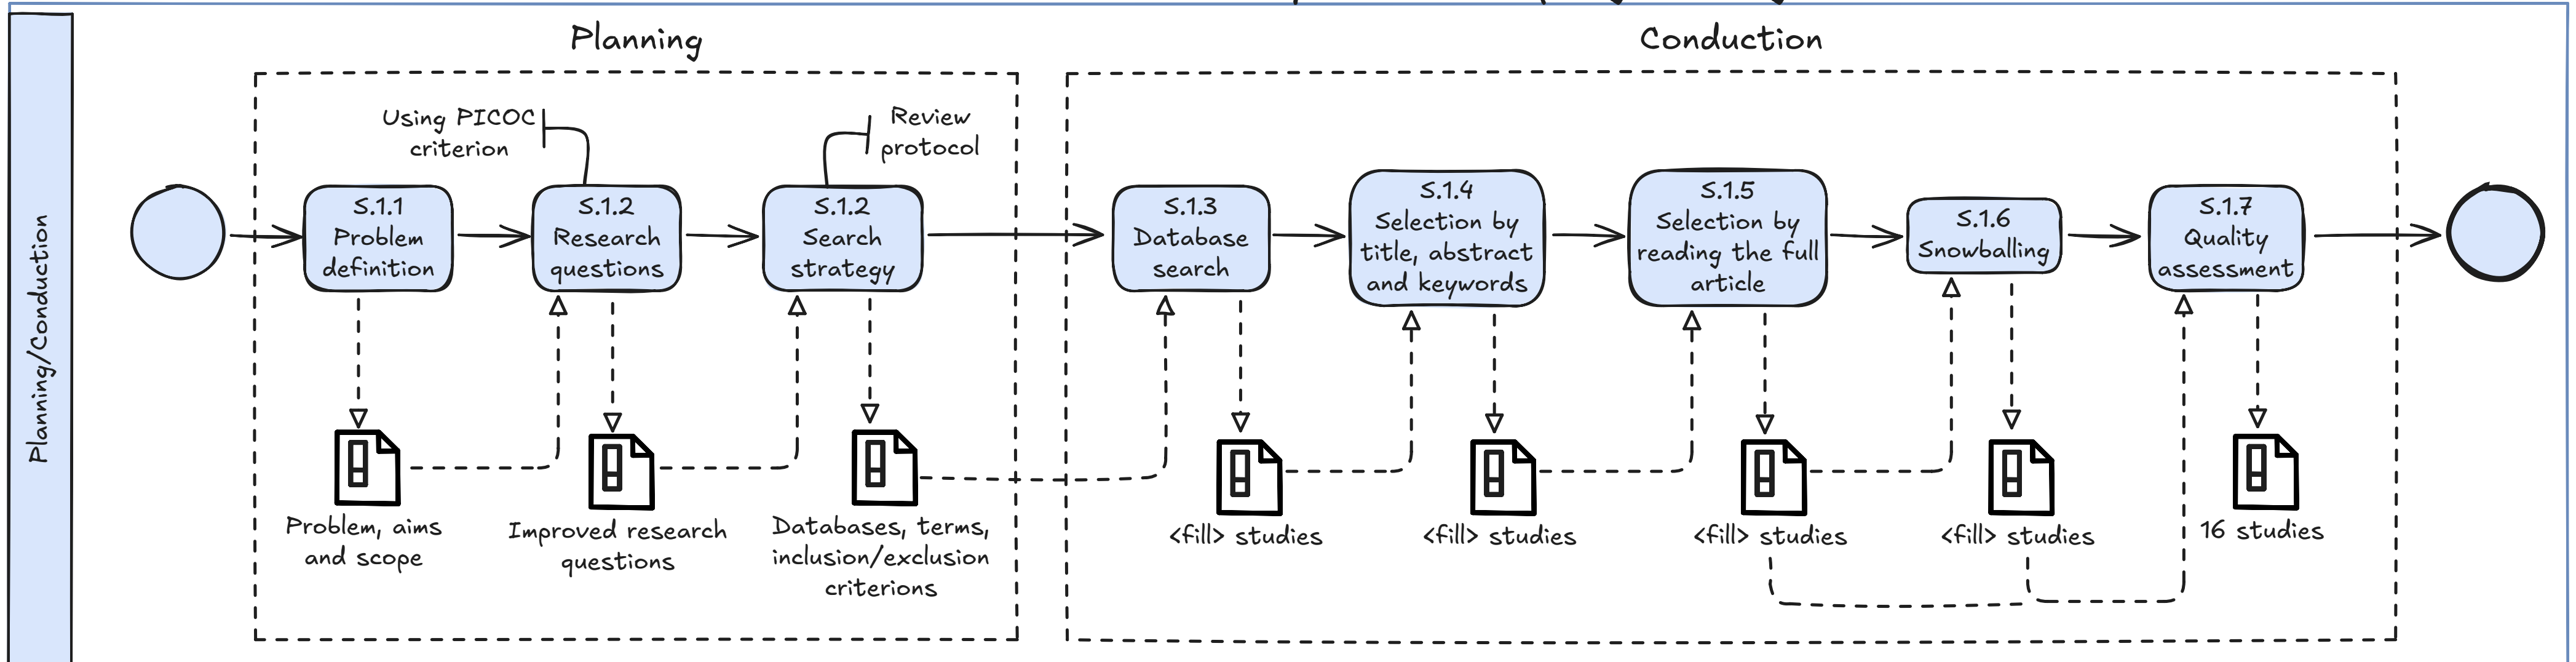 Planning
Conduction
Planning/Conduction
Using PICOC
criterion
Review
protocol
S.1.1
Problem
definition
S.1.2
Research
questions
S.1.2
Search
strategy
S.1.3
Database
search
S.1.4
Selection by
title, abstract
and keywords
S.1.5
Selection by
reading the full
article
S.1.6
Snowballing
S.1.7
Quality
assessment
Problem, aims
and scope
Improved research
questions
Databases, terms,
inclusion/exclusion
criterions
<fill> studies
<fill> studies
<fill> studies
<fill> studies
16 studies